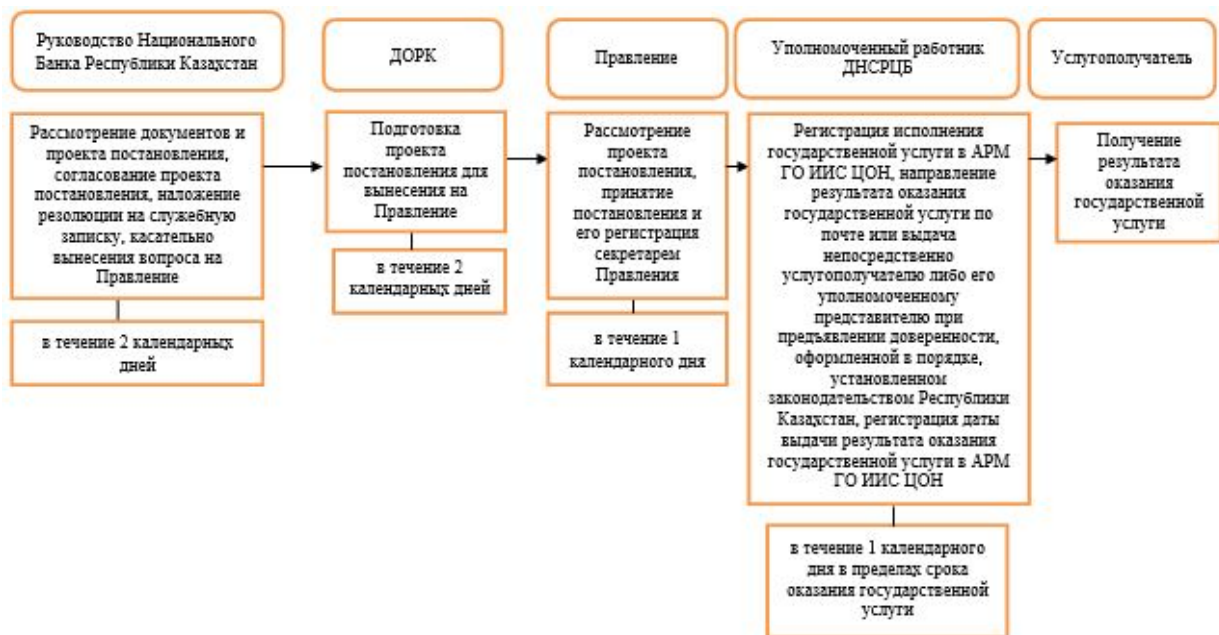 Руководство Национального
Банка Республики Казахстан
ДОРК
Правление
Уполномоченный работник
ДНСРЦБ
Услугополучатель
Рассмотрение документов и
проекта постановления,
согласование проекта
постановления, наложение
резолюции на служебную
записку, касательно
вынесения вопроса на
Правление
в течение 2 календарных
дней
Подготовка
проекта
постановления для
вынесения на
Правление
в течение 2
календарных дней
Рассмотрение
проекта
постановления,
принятие
постановления и
его регистрация
секретарем
Правления
в течение 1
календарного дня
Регистрация исполнения
государственной услуги в АРМ
ГО ИИС ЦОН, направление
результата оказания
государственной услуги по
почте или выдача
непосредственно
услугополучателю либо его
уполномоченному
представителю при
предъявлении доверенности,
оформленной в порядке,
установленном
законодательством Республики
Казахстан, регистрация даты
выдачи результата оказания
государственной услуги в АРМ
ГО ИИС ЦОН
в течение 1 календарного
дня в пределах срока
оказания государственной
услуги
Получение
результата
оказания
государственной
услуги